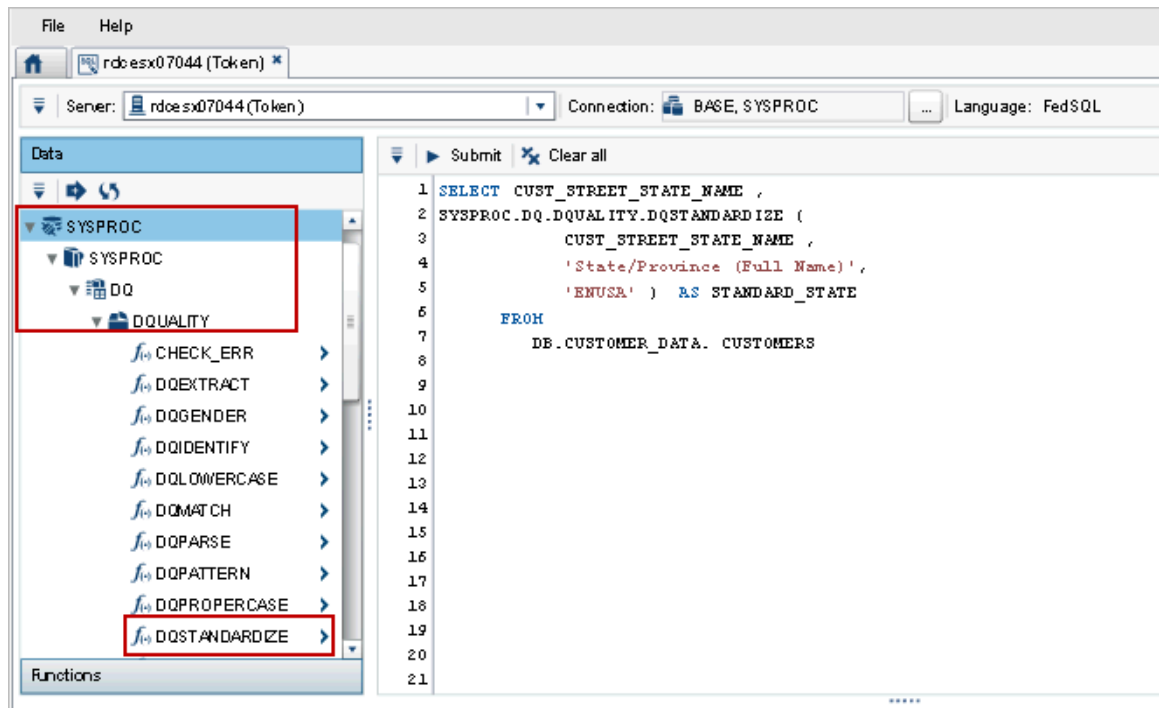 File Help
rdcesx07044 (Token)
Server: rdcesx07044 (Token) Connection: BASE, SYSPROC ... Language: FedSQL
Data
Submit Clear all
SYSPROC
SYSPROC
DQ
DQUALITY
CHECK_ERR
DQEXTRACT
DQGENDER
DQIDENTIFY
DQLOWERCASE
DQMATCH
DQPARSE
DQPATTERN
DQPROPERCASE
DQSTANDARDIZE
Functions
1 SELECT CUST_STREET_STATE_NAME ,
2 SYSPROC.DQ.DQUALITY.DQSTANDARDIZE (
3 CUST_STREET_STATE_NAME ,
4 'State/Province (Full Name)',
5 'ENUSA' ) AS STANDARD_STATE
6 FROM
7 DB.CUSTOMER_DATA. CUSTOMERS
8
9
10
11
12
13
14
15
16
17
18
19
20
21